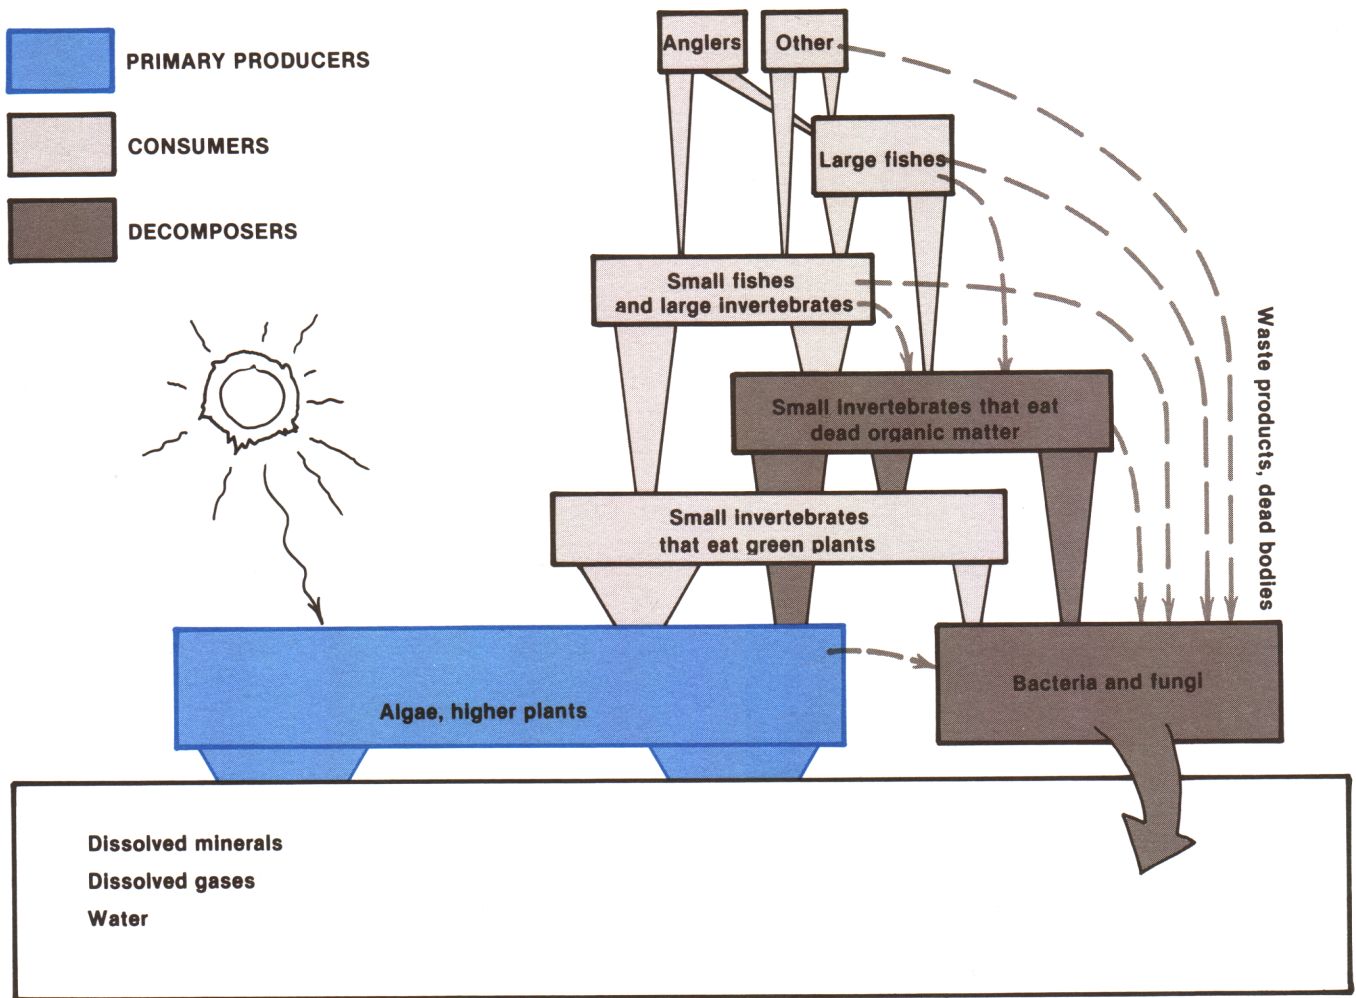 PRIMARY PRODUCERS
CONSUMERS
DECOMPOSERS
Anglers
Other
Large fishes
Small fishes
and large invertebrates
Small invertebrates that eat
dead organic matter
Small invertebrates
that eat green plants
Waste products, dead bodies
Algae, higher plants
Bacteria and fungi
Dissolved minerals
Dissolved gases
Water